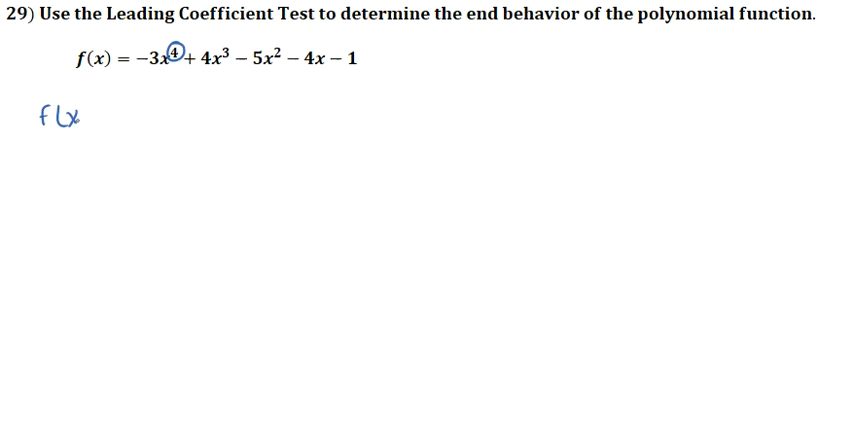 29) Use the Leading Coefficient Test to determine the end behavior of the polynomial function.
f(x) = −3x⁴ + 4x³ − 5x² − 4x − 1
f(x